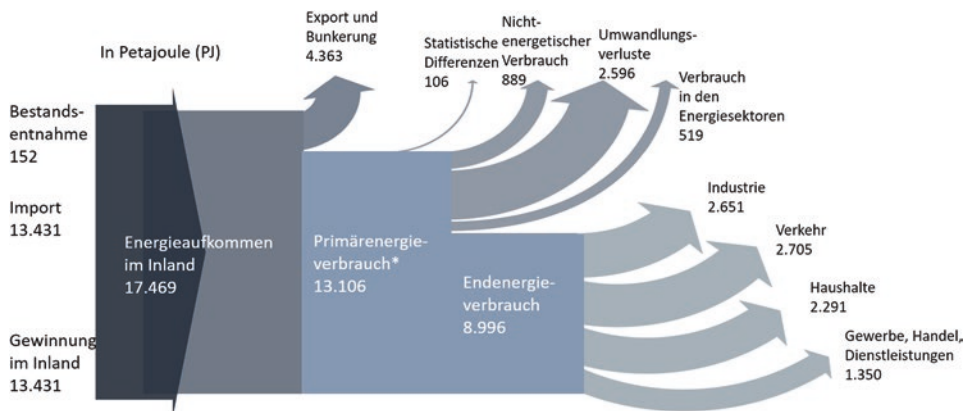 In Petajoule (PJ)
Bestands-
entnahme
152
Import
13.431
Gewinnung
im Inland
13.431
Energieaufkommen
im Inland
17.469
Export und
Bunkerung
4.363
Primärenergie-
verbrauch*
13.106
Statistische
Differenzen
106
Nicht-
energetischer
Verbrauch
889
Umwandlungs-
verluste
2.596
Verbrauch
in den
Energiesektoren
519
Endenergie-
verbrauch
8.996
Industrie
2.651
Verkehr
2.705
Haushalte
2.291
Gewerbe, Handel,
Dienstleistungen
1.350